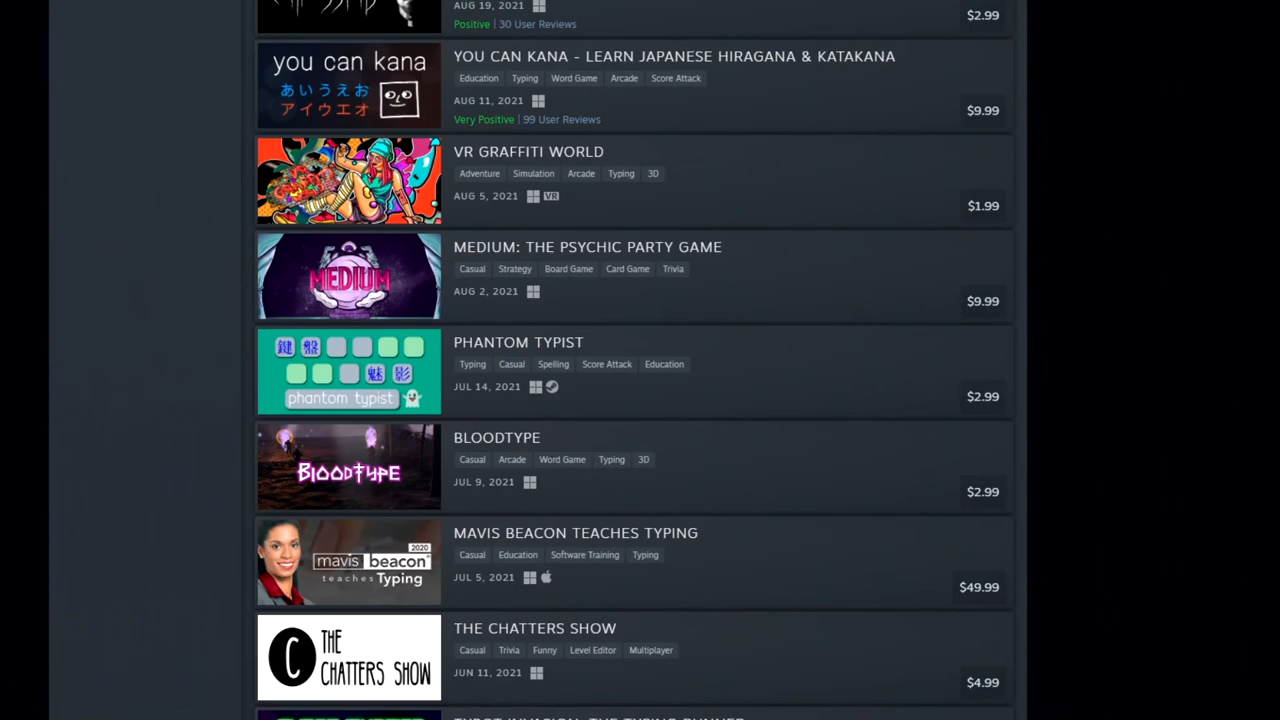 AUG 19, 2021
$2.99
Positive | 30 User Reviews
you can kana
あいうえお
アイウエオ
YOU CAN KANA - LEARN JAPANESE HIRAGANA & KATAKANA
Education Typing Word Game Arcade Score Attack
AUG 11, 2021
$9.99
Very Positive | 99 User Reviews
VR GRAFFITI WORLD
Adventure Simulation Arcade Typing 3D
AUG 5, 2021 VR
$1.99
MEDIUM
MEDIUM: THE PSYCHIC PARTY GAME
Casual Strategy Board Game Card Game Trivia
AUG 2, 2021
$9.99
鍵盤
魅影
phantom typist
PHANTOM TYPIST
Typing Casual Spelling Score Attack Education
JUL 14, 2021
$2.99
BLOODTYPE
BLOODTYPE
Casual Arcade Word Game Typing 3D
JUL 9, 2021
$2.99
2020
mavis beacon
teaches Typing
MAVIS BEACON TEACHES TYPING
Casual Education Software Training Typing
JUL 5, 2021
$49.99
C THE
CHATTERS SHOW
THE CHATTERS SHOW
Casual Trivia Funny Level Editor Multiplayer
JUN 11, 2021
$4.99